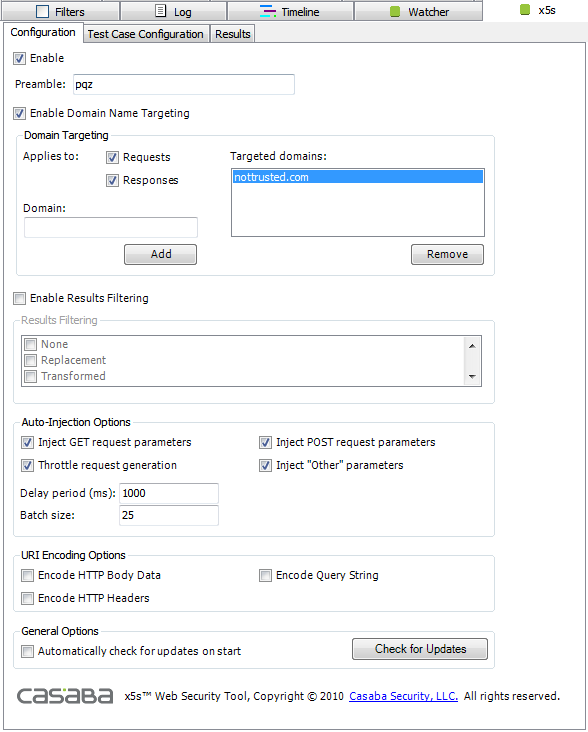 Filters Log Timeline Watcher x5s
Configuration Test Case Configuration Results
Enable
Preamble: pqz
Enable Domain Name Targeting
Domain Targeting
Applies to: Requests Targeted domains:
Responses nottrusted.com
Domain:
Add Remove
Enable Results Filtering
Results Filtering
None
Replacement
Transformed
Auto-Injection Options
Inject GET request parameters Inject POST request parameters
Throttle request generation Inject "Other" parameters
Delay period (ms): 1000
Batch size: 25
URI Encoding Options
Encode HTTP Body Data Encode Query String
Encode HTTP Headers
General Options
Automatically check for updates on start Check for Updates
casaba x5s™ Web Security Tool, Copyright © 2010 Casaba Security, LLC. All rights reserved.